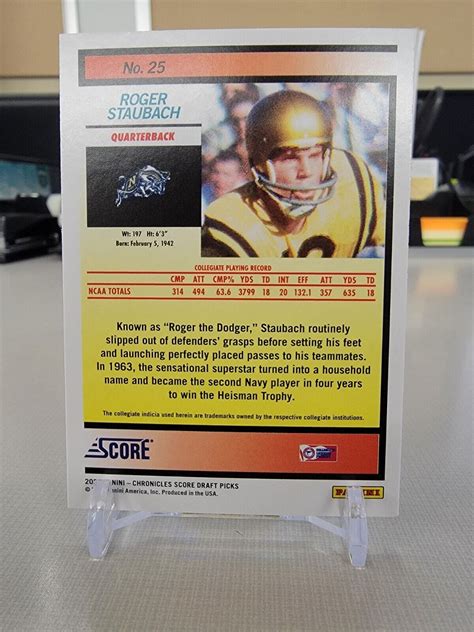 No. 25
ROGER
STAUBACH
QUARTERBACK
N
Wt: 197 Ht: 6'3"
Born: February 5, 1942
COLLEGIATE PLAYING RECORD
CMP ATT CMP% YDS TD INT EFF ATT YDS TD
NCAA TOTALS 314 494 63.6 3799 18 20 132.1 357 635 18
Known as "Roger the Dodger," Staubach routinely
slipped out of defenders' grasps before setting his feet
and launching perfectly placed passes to his teammates.
In 1963, the sensational superstar turned into a household
name and became the second Navy player in four years
to win the Heisman Trophy.
The collegiate indicia used herein are trademarks owned by the respective collegiate institutions.
SCORE
PANINI
NINI – CHRONICLES SCORE DRAFT PICKS
©  anini America, Inc. Produced in the USA.